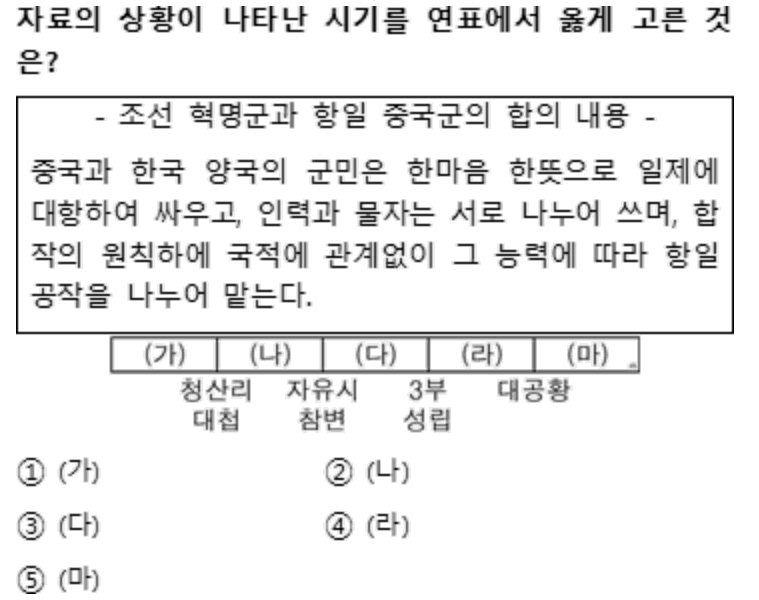 자료의 상황이 나타난 시기를 연표에서 옳게 고른 것
은?
- 조선 혁명군과 항일 중국군의 합의 내용 -
중국과 한국 양국의 군민은 한마음 한뜻으로 일제에
대항하여 싸우고, 인력과 물자는 서로 나누어 쓰며, 합
작의 원칙하에 국적에 관계없이 그 능력에 따라 항일
공작을 나누어 맡는다.
(가) (나) (다) (라) (마)
청산리 자유시 3부 대공황
대첩 참변 성립
① (가) ② (나)
③ (다) ④ (라)
⑤ (마)